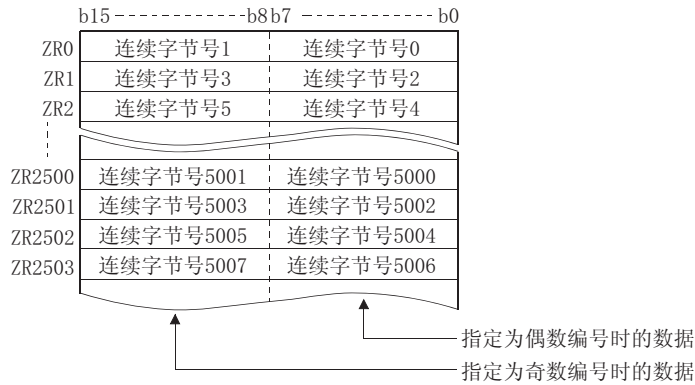 b15 b8 b7 b0
ZR0 连续字节号1 连续字节号0
ZR1 连续字节号3 连续字节号2
ZR2 连续字节号5 连续字节号4
ZR2500 连续字节号5001 连续字节号5000
ZR2501 连续字节号5003 连续字节号5002
ZR2502 连续字节号5005 连续字节号5004
ZR2503 连续字节号5007 连续字节号5006
指定为偶数编号时的数据
指定为奇数编号时的数据